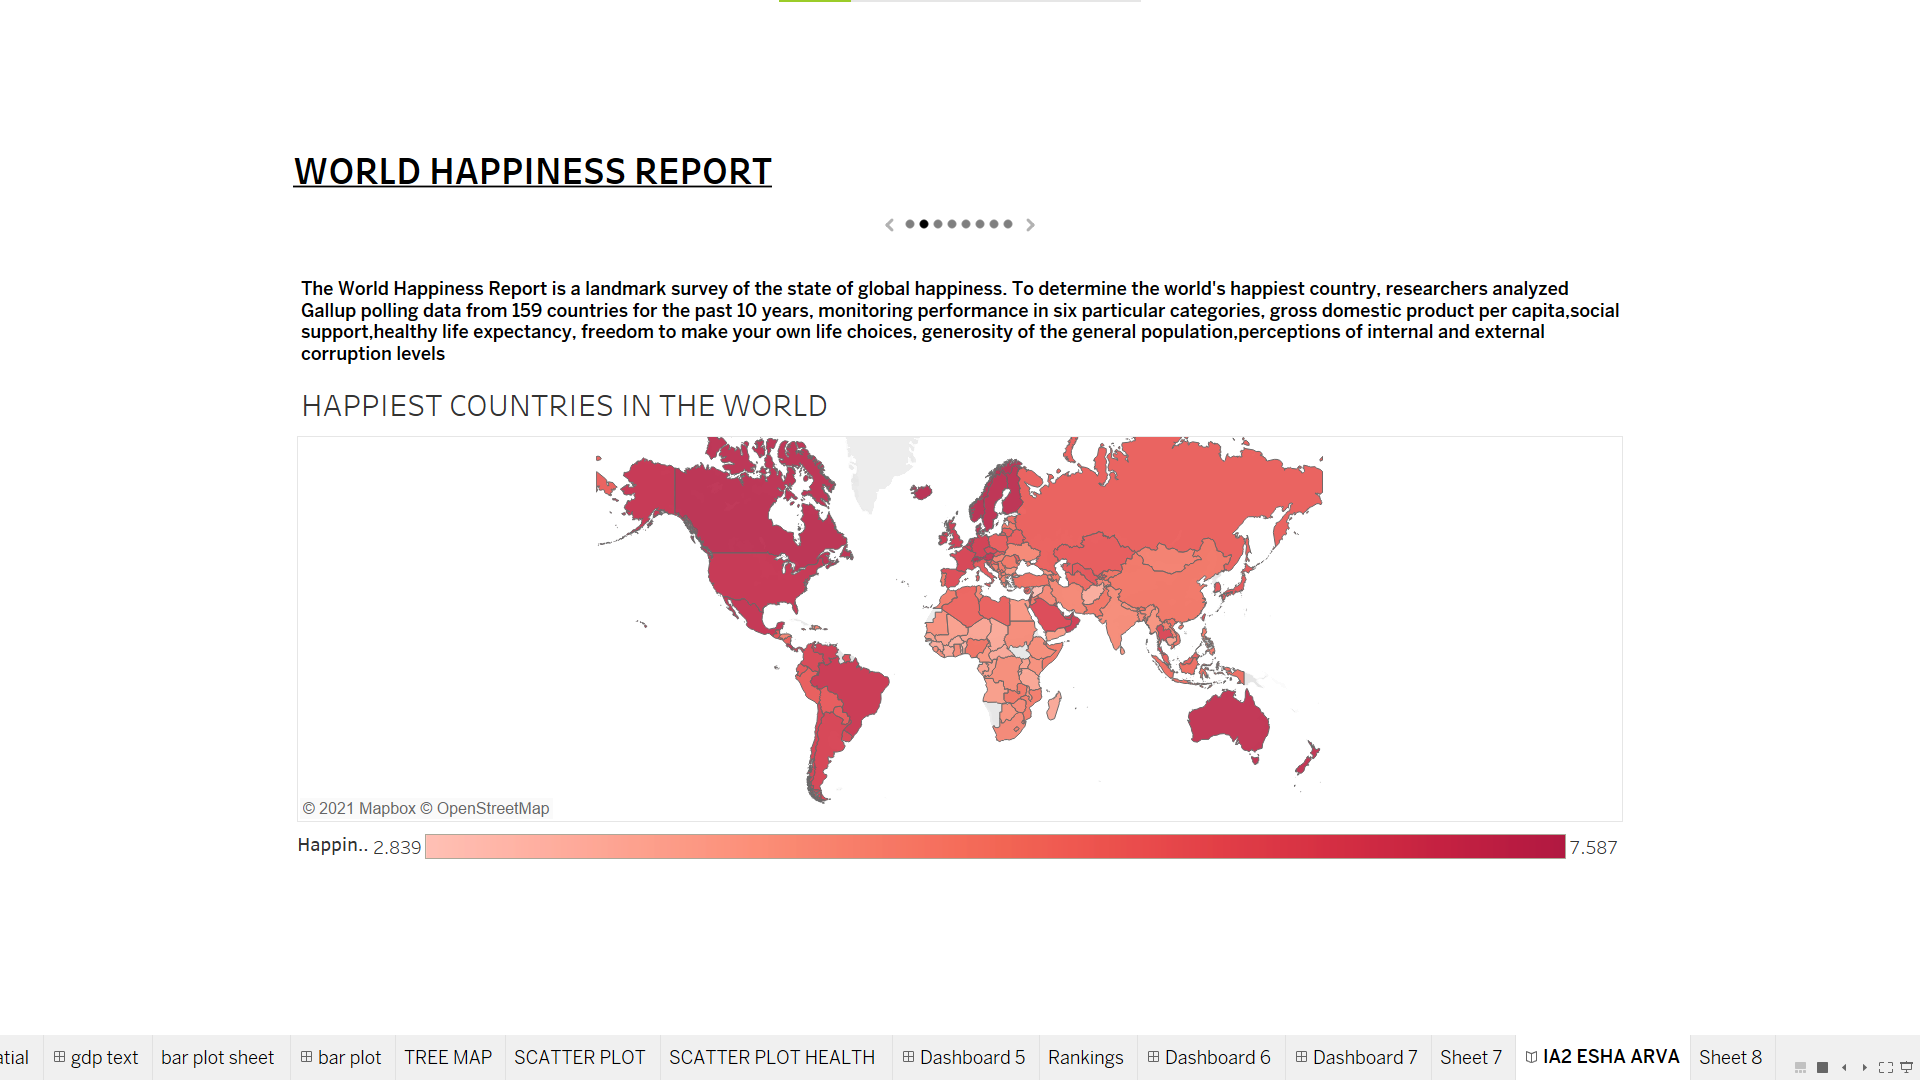 WORLD HAPPINESS REPORT
The World Happiness Report is a landmark survey of the state of global happiness. To determine the world's happiest country, researchers analyzed
Gallup polling data from 159 countries for the past 10 years, monitoring performance in six particular categories, gross domestic product per capita,social
support,healthy life expectancy, freedom to make your own life choices, generosity of the general population,perceptions of internal and external
corruption levels
HAPPIEST COUNTRIES IN THE WORLD
© 2021 Mapbox © OpenStreetMap
Happin.. 2.839 7.587
atial gdp text bar plot sheet bar plot TREE MAP SCATTER PLOT SCATTER PLOT HEALTH Dashboard 5 Rankings Dashboard 6 Dashboard 7 Sheet 7 IA2 ESHA ARVA Sheet 8